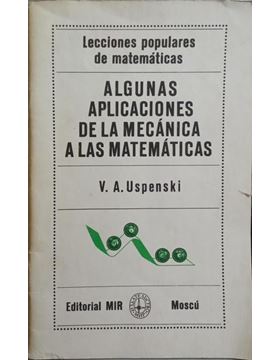 Lecciones populares
de matemáticas
ALGUNAS
APLICACIONES
DE LA MECÁNICA
A LAS MATEMÁTICAS
V. A. Uspenski
Editorial MIR Moscú